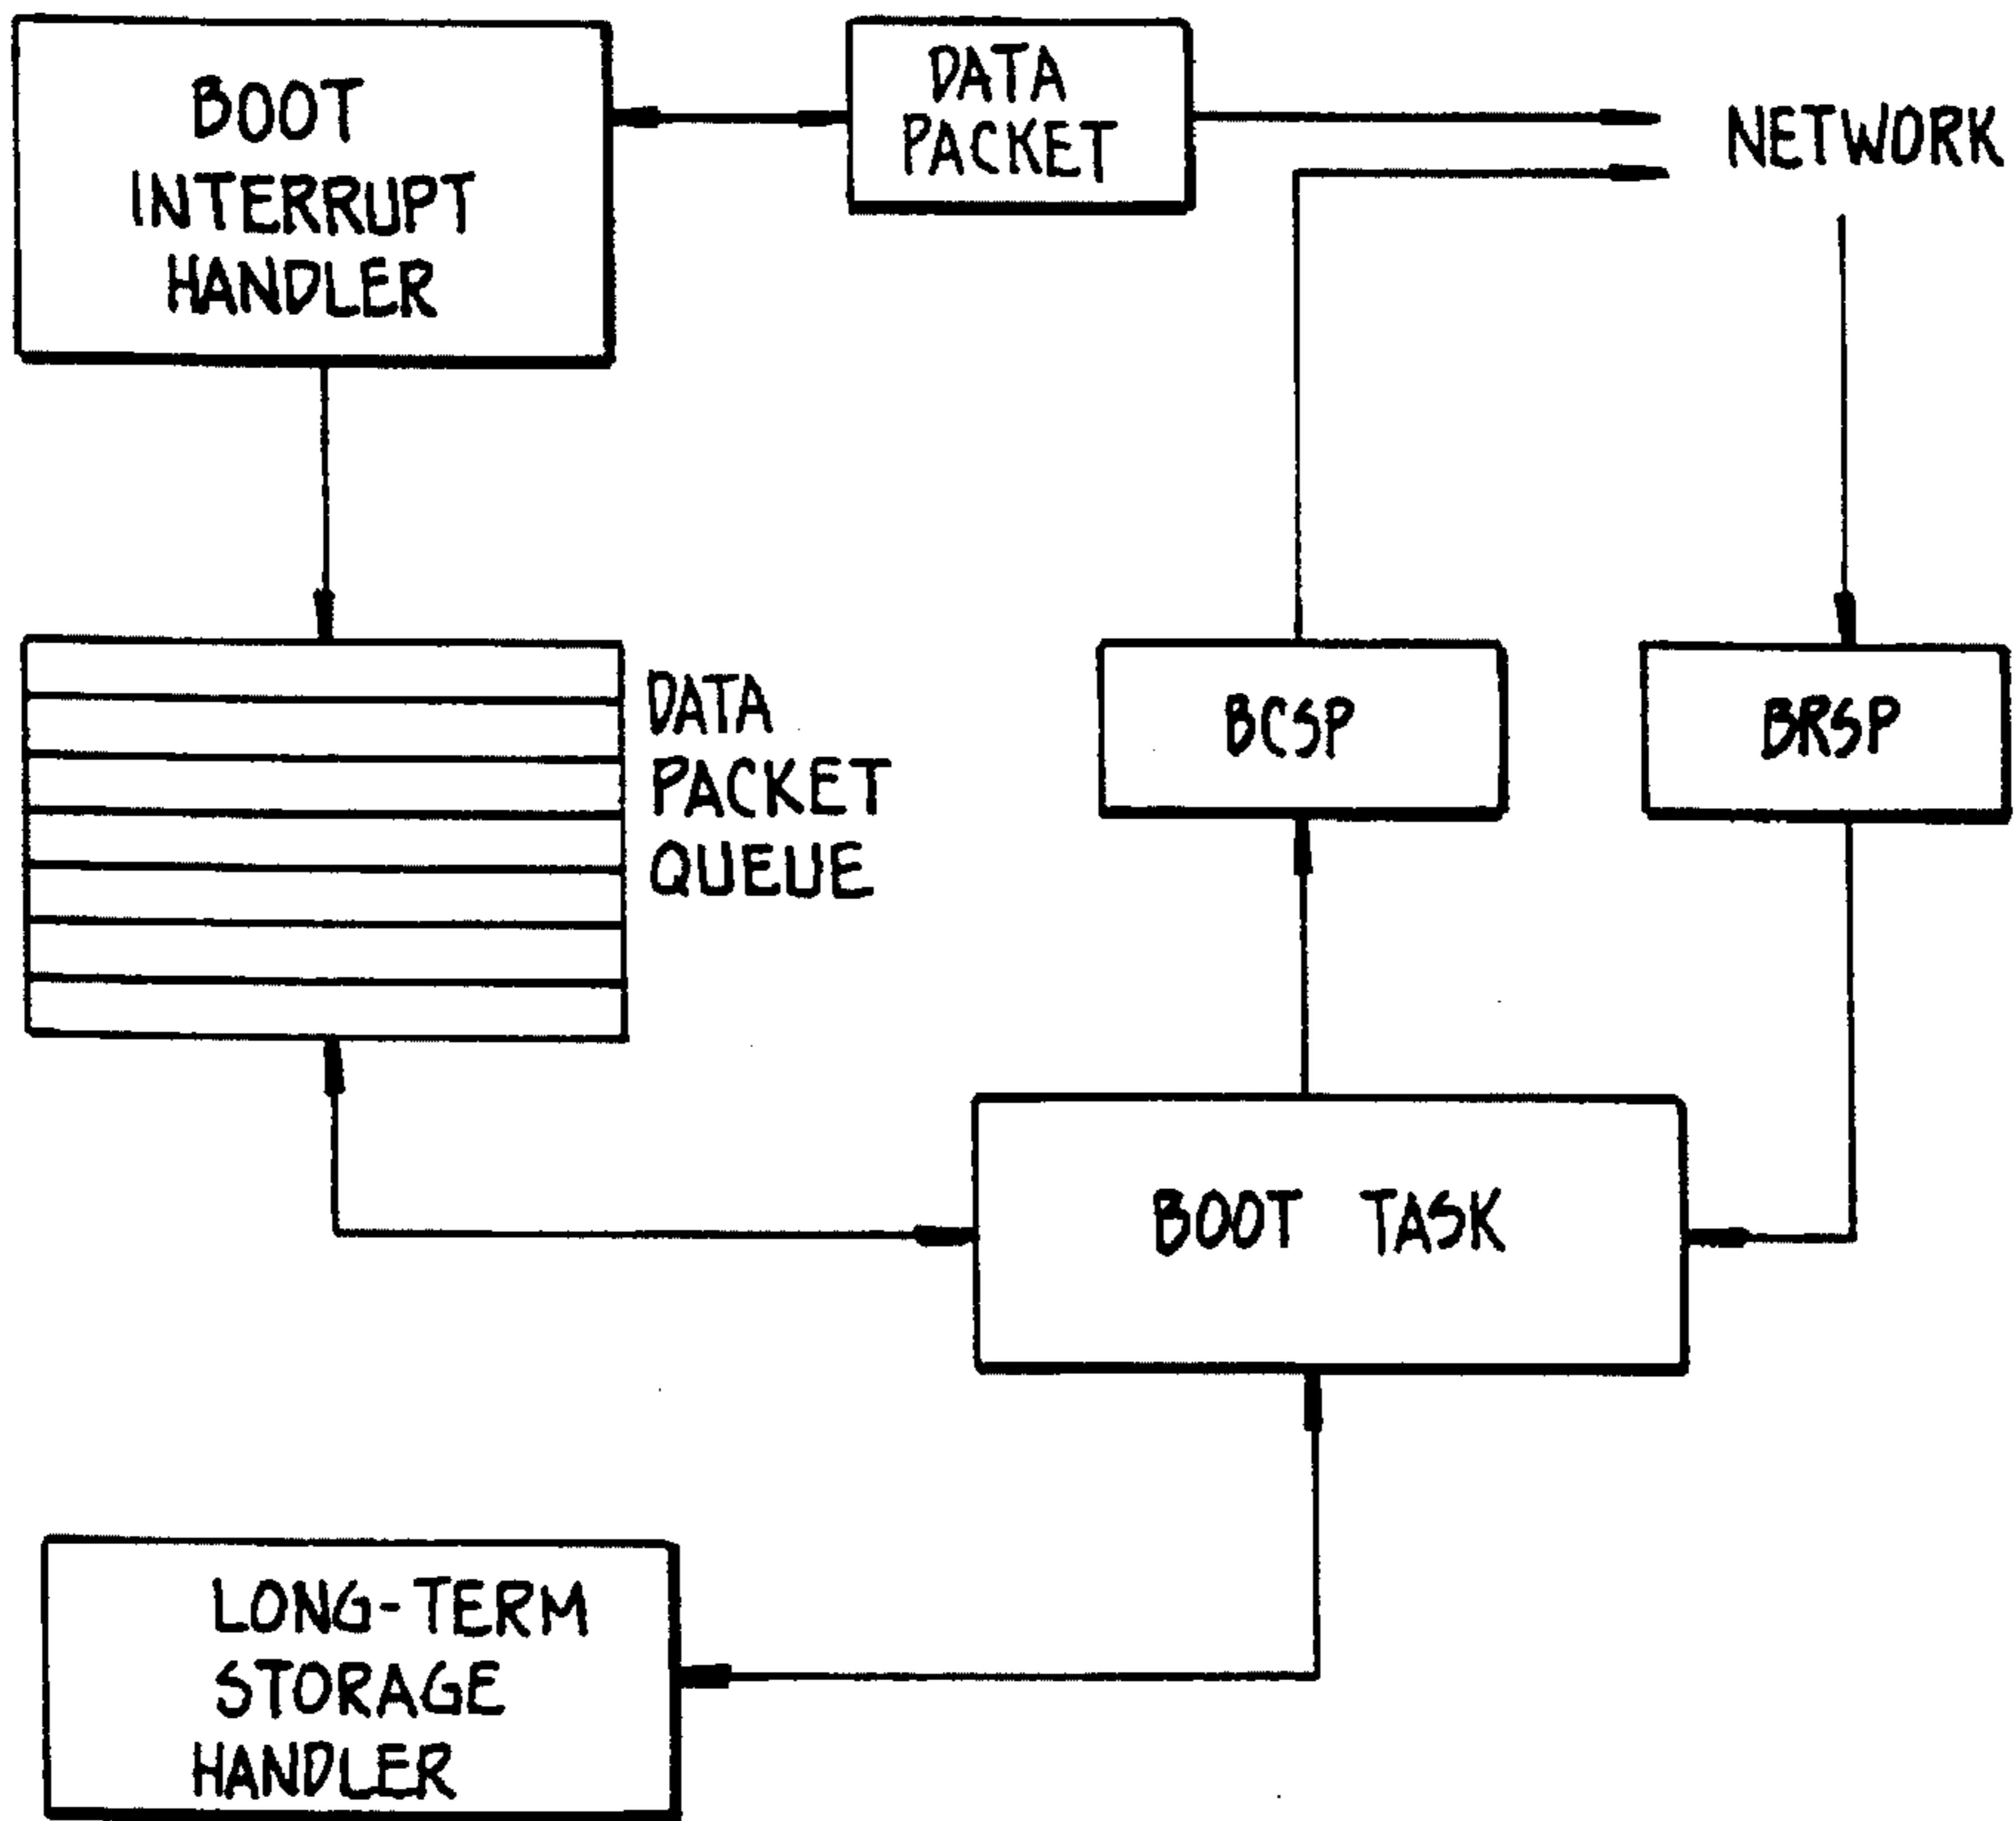 BOOT
INTERRUPT
HANDLER
DATA
PACKET
NETWORK
DATA
PACKET
QUEUE
BCSP
BRSP
BOOT TASK
LONG-TERM
STORAGE
HANDLER